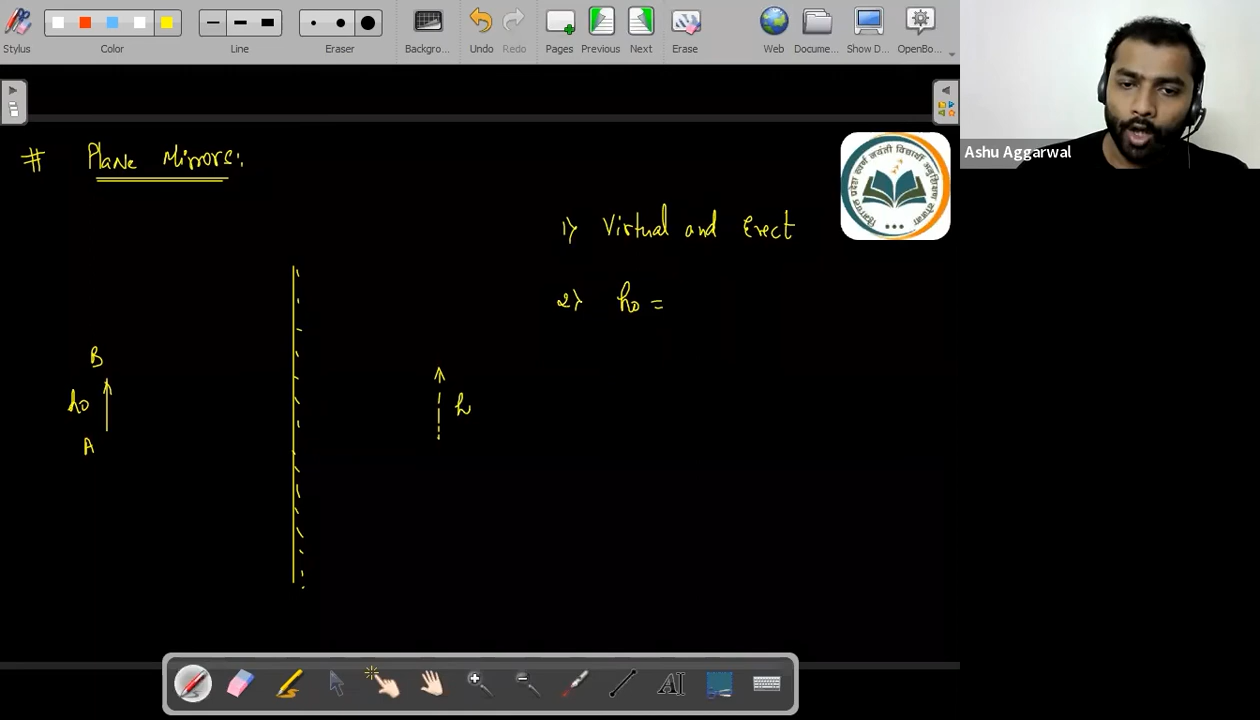 Stylus
Color
Line
Eraser
Backgro...
Undo
Redo
Pages
Previous
Next
Erase
Web
Docume...
Show D...
OpenBo...
Ashu Aggarwal
# Plane Mirrors:
1) Virtual and Erect
2) ho =
B
ho
A
h
AI